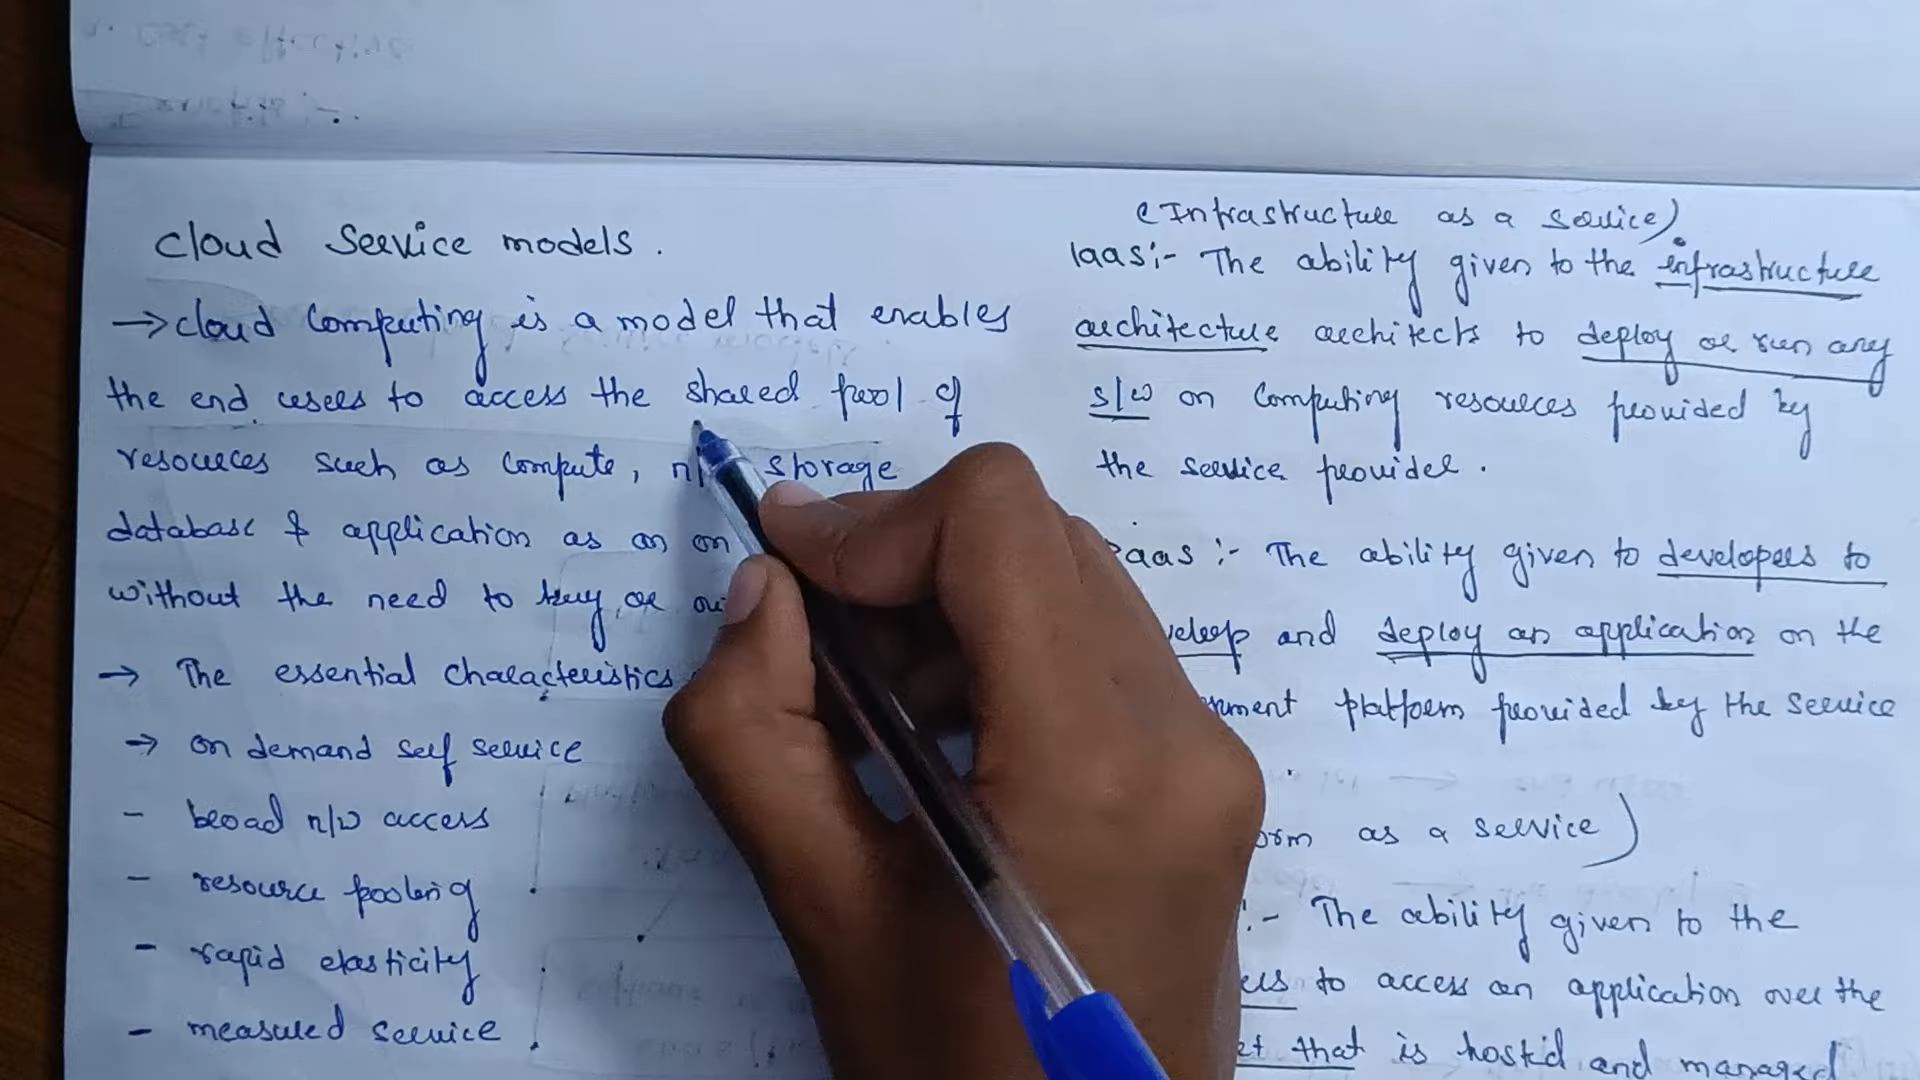 Cloud Service models.
→ Cloud Computing is a model that enables
the end users to access the shared pool of
resources such as compute, n/ storage
database & application as an on
without the need to buy or
→ The essential characteristics
→ on demand self service
- broad n/w access
- resource pooling
- rapid elasticity
- measured service
(Infrastructure as a service)
Iaas:- The ability given to the infrastructure
architecture architects to deploy or run any
s/w on Computing resources provided by
the service provider.
Paas :- The ability given to developers to
and deploy an application on the
platform provided by the service
as a service)
:- The ability given to the
to access an application over the
that is hosted and managed